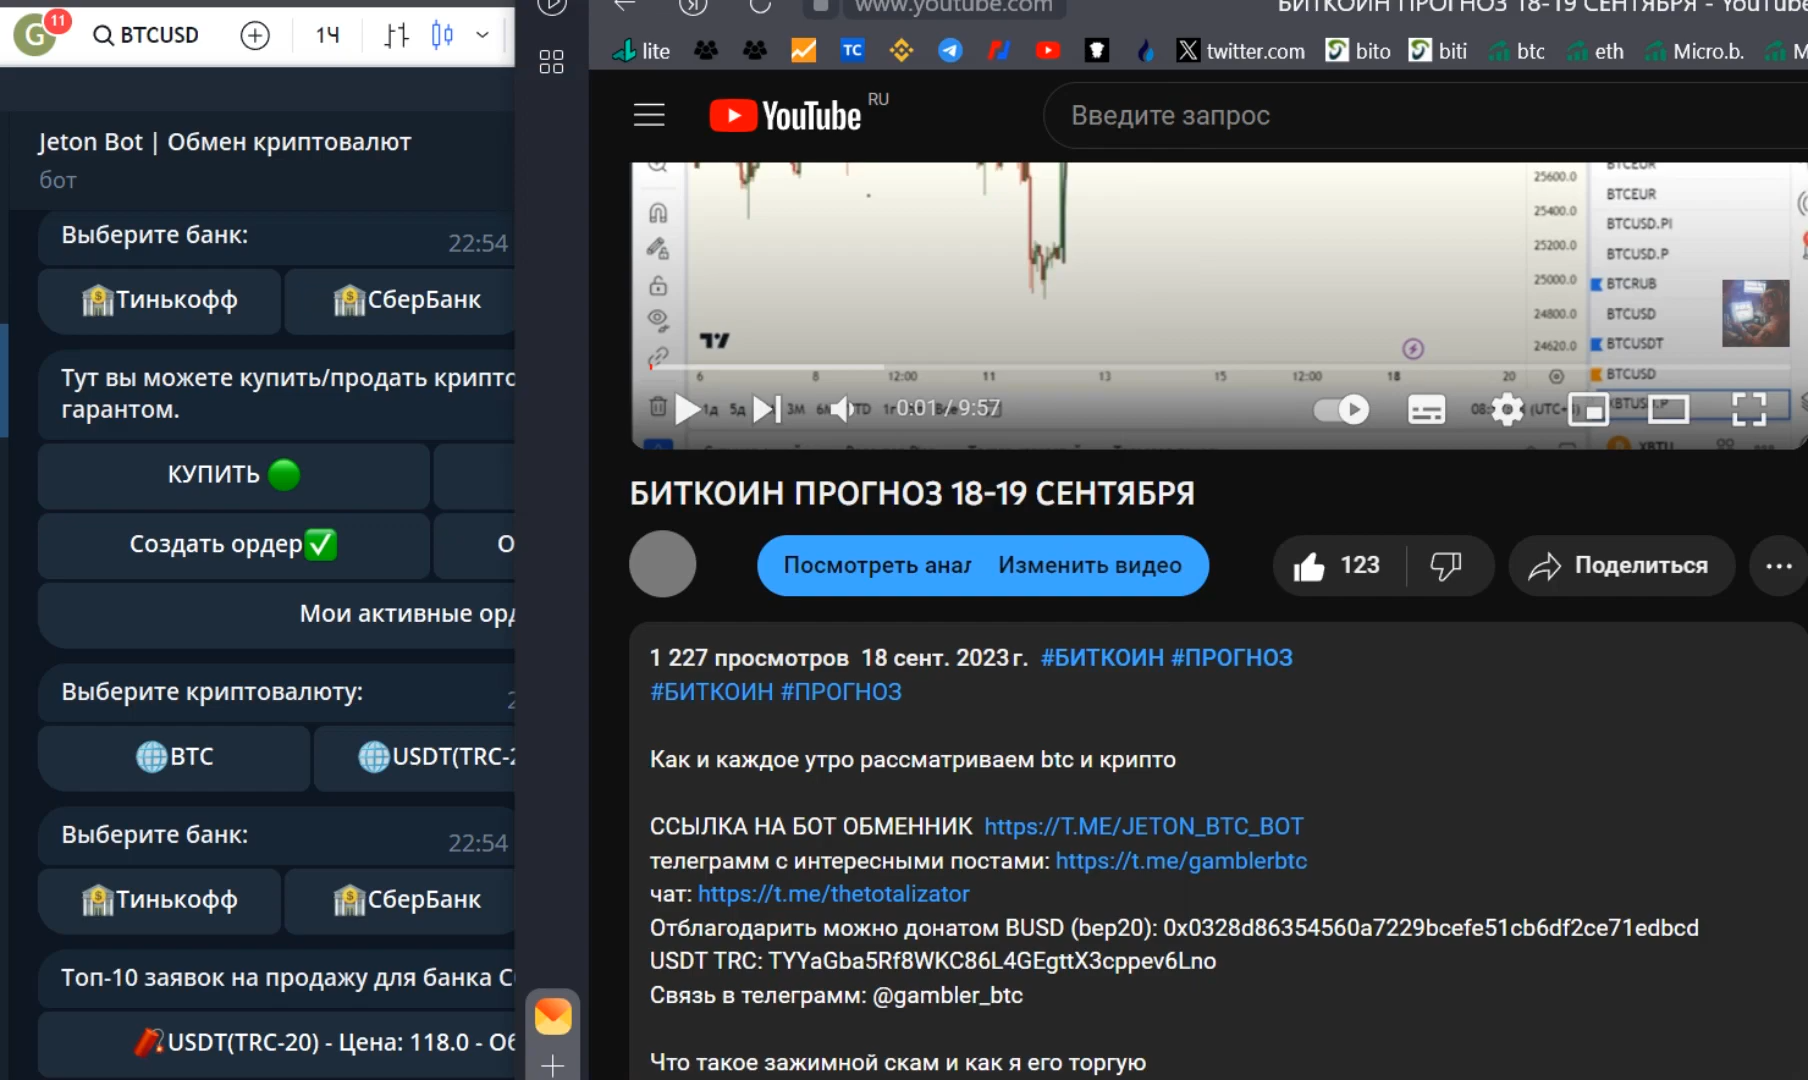 G
11
BTCUSD
1Ч
Jeton Bot | Обмен криптовалют
бот
Выберите банк:
22:54
Тинькофф
СберБанк
Тут вы можете купить/продать крипто
гарантом.
КУПИТЬ
Создать ордер
О
Мои активные орд
Выберите криптовалюту:
BTC
USDT(TRC-2
Выберите банк:
22:54
Тинькофф
СберБанк
Топ-10 заявок на продажу для банка С
USDT(TRC-20) - Цена: 118.0 - Об
www.youtube.com
БИТКОИН ПРОГНОЗ 18-19 СЕНТЯБРЯ - YouTube
lite
TC
twitter.com
bito
biti
btc
eth
Micro.b.
M
YouTube RU
Введите запрос
25600.0
25400.0
25200.0
25000.0
24800.0
24620.0
BTCEUR
BTCEUR
BTCUSD.PI
BTCUSD.P
BTCRUB
BTCUSD
BTCUSDT
BTCUSD
XBTUSD.P
XBTU
6 8 12:00 11 13 15 12:00 18 20
1д 5д 3М
0:01 / 9:57
БИТКОИН ПРОГНОЗ 18-19 СЕНТЯБРЯ
Посмотреть анал
Изменить видео
123
Поделиться
1 227 просмотров 18 сент. 2023 г. #БИТКОИН #ПРОГНОЗ
#БИТКОИН #ПРОГНОЗ
Как и каждое утро рассматриваем btc и крипто
ССЫЛКА НА БОТ ОБМЕННИК https://T.ME/JETON_BTC_BOT
телеграмм с интересными постами: https://t.me/gamblerbtc
чат: https://t.me/thetotalizator
Отблагодарить можно донатом BUSD (bep20): 0x0328d86354560a7229bcefe51cb6df2ce71edbcd
USDT TRC: TYYaGba5Rf8WKC86L4GEgttX3cppev6Lno
Связь в телеграмм: @gambler_btc
Что такое зажимной скам и как я его торгую